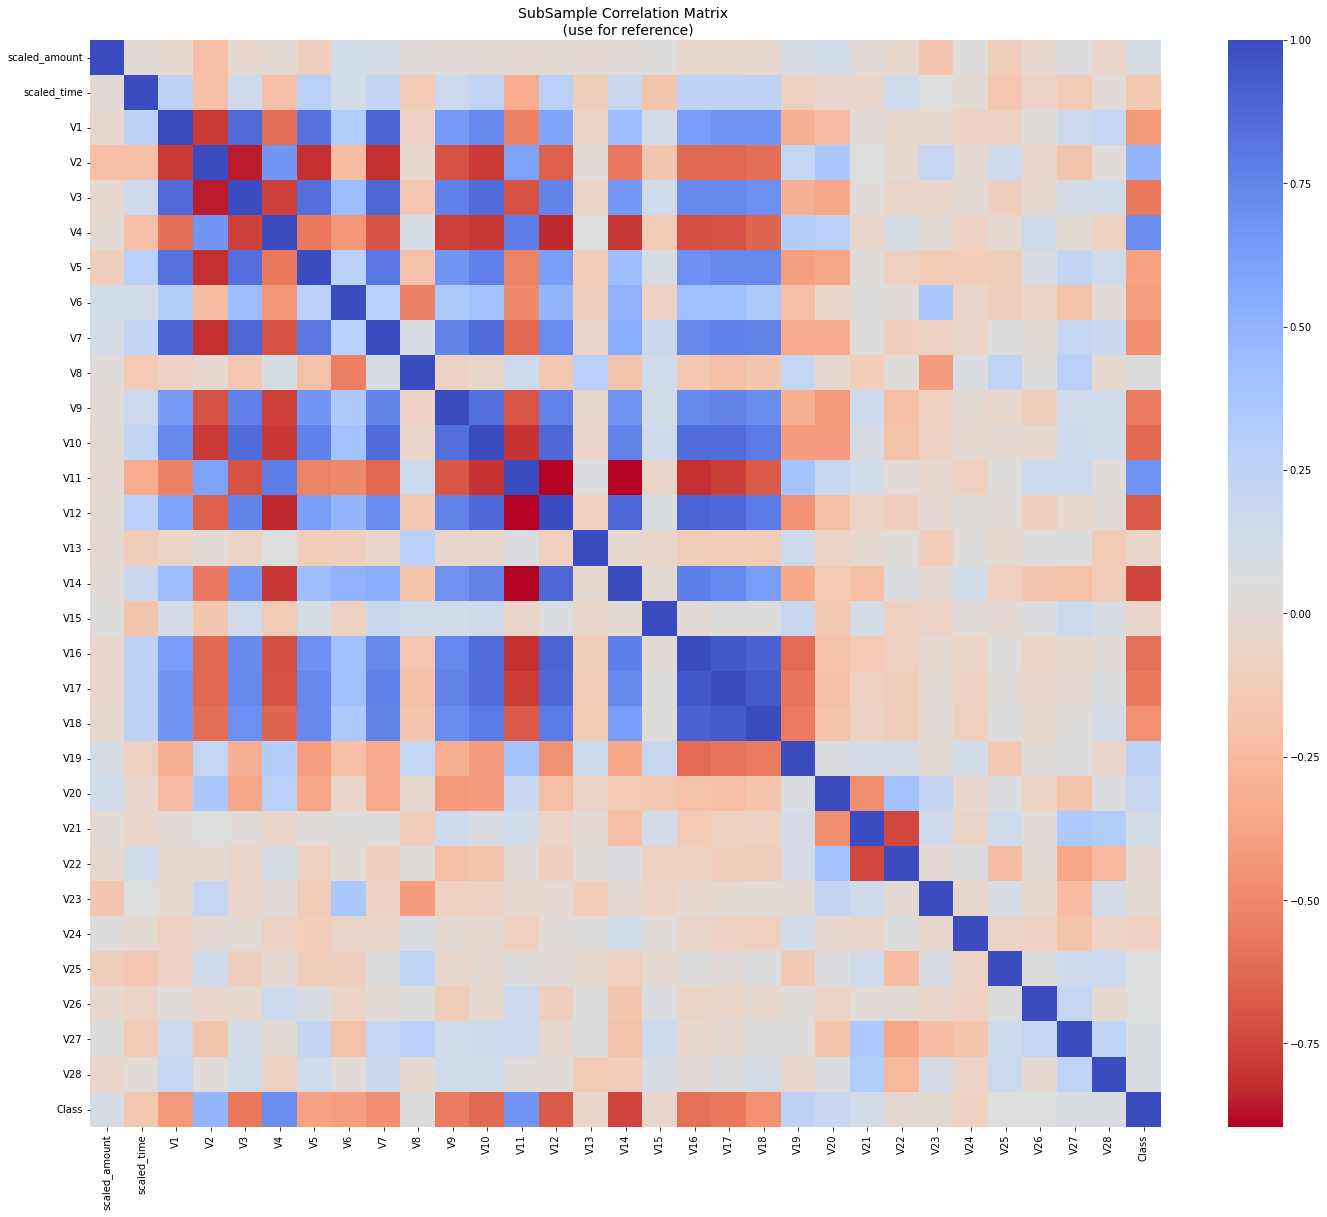 SubSample Correlation Matrix
(use for reference)
scaled_amount
scaled_time
V1
V2
V3
V4
V5
V6
V7
V8
V9
V10
V11
V12
V13
V14
V15
V16
V17
V18
V19
V20
V21
V22
V23
V24
V25
V26
V27
V28
Class
scaled_amount
scaled_time
V1
V2
V3
V4
V5
V6
V7
V8
V9
V10
V11
V12
V13
V14
V15
V16
V17
V18
V19
V20
V21
V22
V23
V24
V25
V26
V27
V28
Class
1.00
0.75
0.50
0.25
0.00
−0.25
−0.50
−0.75